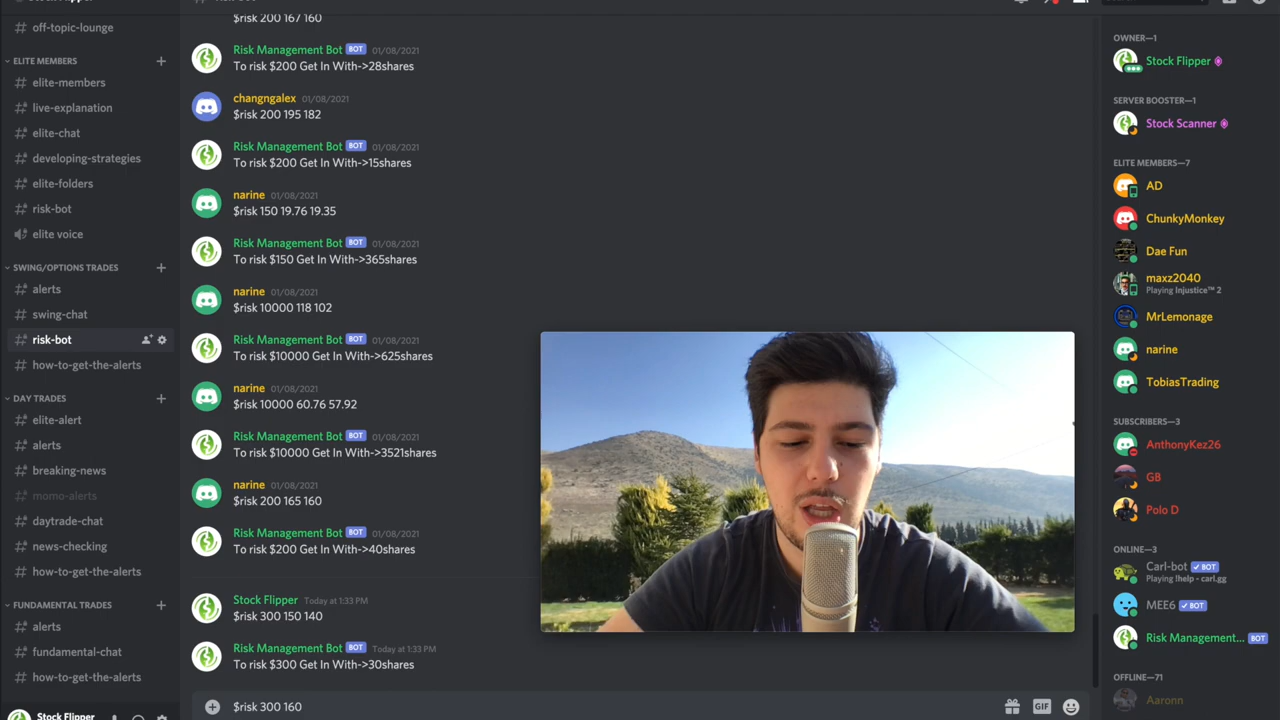 off-topic-lounge
ELITE MEMBERS
elite-members
live-explanation
elite-chat
developing-strategies
elite-folders
risk-bot
elite voice
SWING/OPTIONS TRADES
alerts
swing-chat
risk-bot
how-to-get-the-alerts
DAY TRADES
elite-alert
alerts
breaking-news
momo-alerts
daytrade-chat
news-checking
how-to-get-the-alerts
FUNDAMENTAL TRADES
alerts
fundamental-chat
how-to-get-the-alerts
Stock Flipper
$risk 200 167 160
Risk Management Bot BOT 01/08/2021
To risk $200 Get In With->28shares
changngalex 01/08/2021
$risk 200 195 182
Risk Management Bot BOT 01/08/2021
To risk $200 Get In With->15shares
narine 01/08/2021
$risk 150 19.76 19.35
Risk Management Bot BOT 01/08/2021
To risk $150 Get In With->365shares
narine 01/08/2021
$risk 10000 118 102
Risk Management Bot BOT 01/08/2021
To risk $10000 Get In With->625shares
narine 01/08/2021
$risk 10000 60.76 57.92
Risk Management Bot BOT 01/08/2021
To risk $10000 Get In With->3521shares
narine 01/08/2021
$risk 200 165 160
Risk Management Bot BOT 01/08/2021
To risk $200 Get In With->40shares
Stock Flipper Today at 1:33 PM
$risk 300 150 140
Risk Management Bot BOT Today at 1:33 PM
To risk $300 Get In With->30shares
$risk 300 160
GIF
OWNER—1
Stock Flipper
SERVER BOOSTER—1
Stock Scanner
ELITE MEMBERS—7
AD
ChunkyMonkey
Dae Fun
maxz2040
Playing Injustice™ 2
MrLemonage
narine
TobiasTrading
SUBSCRIBERS—3
AnthonyKez26
GB
Polo D
ONLINE—3
Carl-bot BOT
Playing !help - carl.gg
MEE6 BOT
Risk Management... BOT
OFFLINE—71
Aaronn